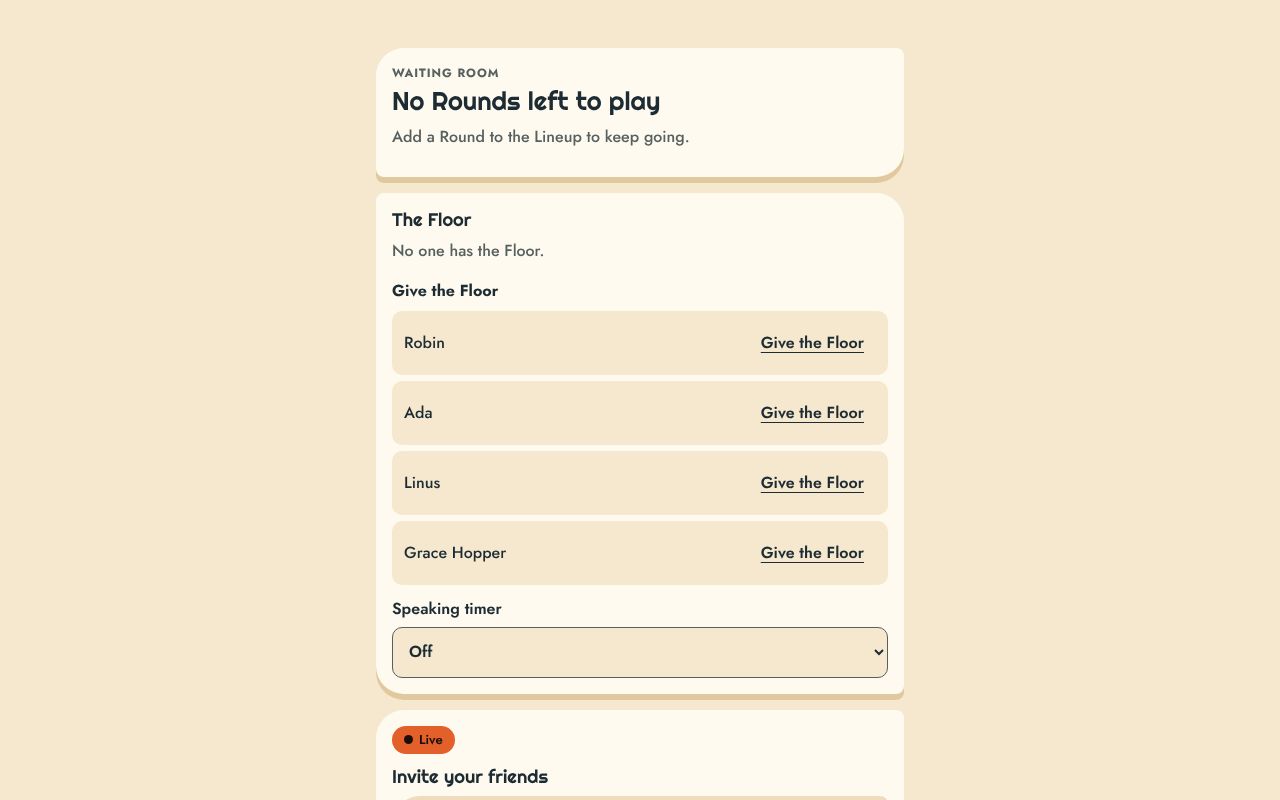 WAITING ROOM
No Rounds left to play
Add a Round to the Lineup to keep going.
The Floor
No one has the Floor.
Give the Floor
Robin Give the Floor
Ada Give the Floor
Linus Give the Floor
Grace Hopper Give the Floor
Speaking timer
Off
Live
Invite your friends